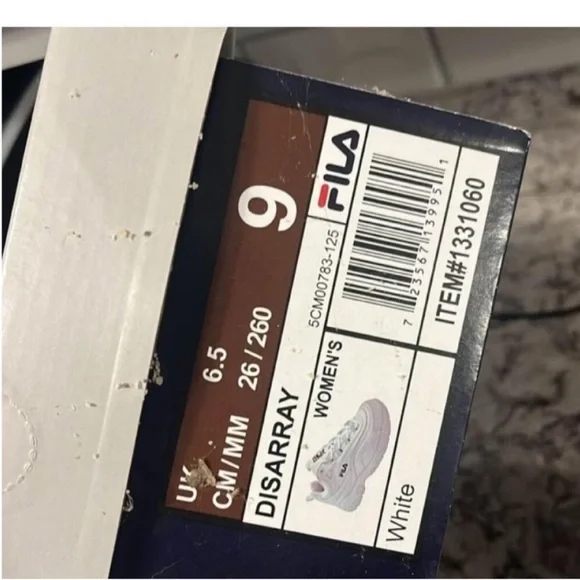 9
UK 6.5
CM/MM 26/260
DISARRAY
FILA
5CM00783-125
WOMEN'S
FILA
7 23567 13995 1
White
ITEM#1331060